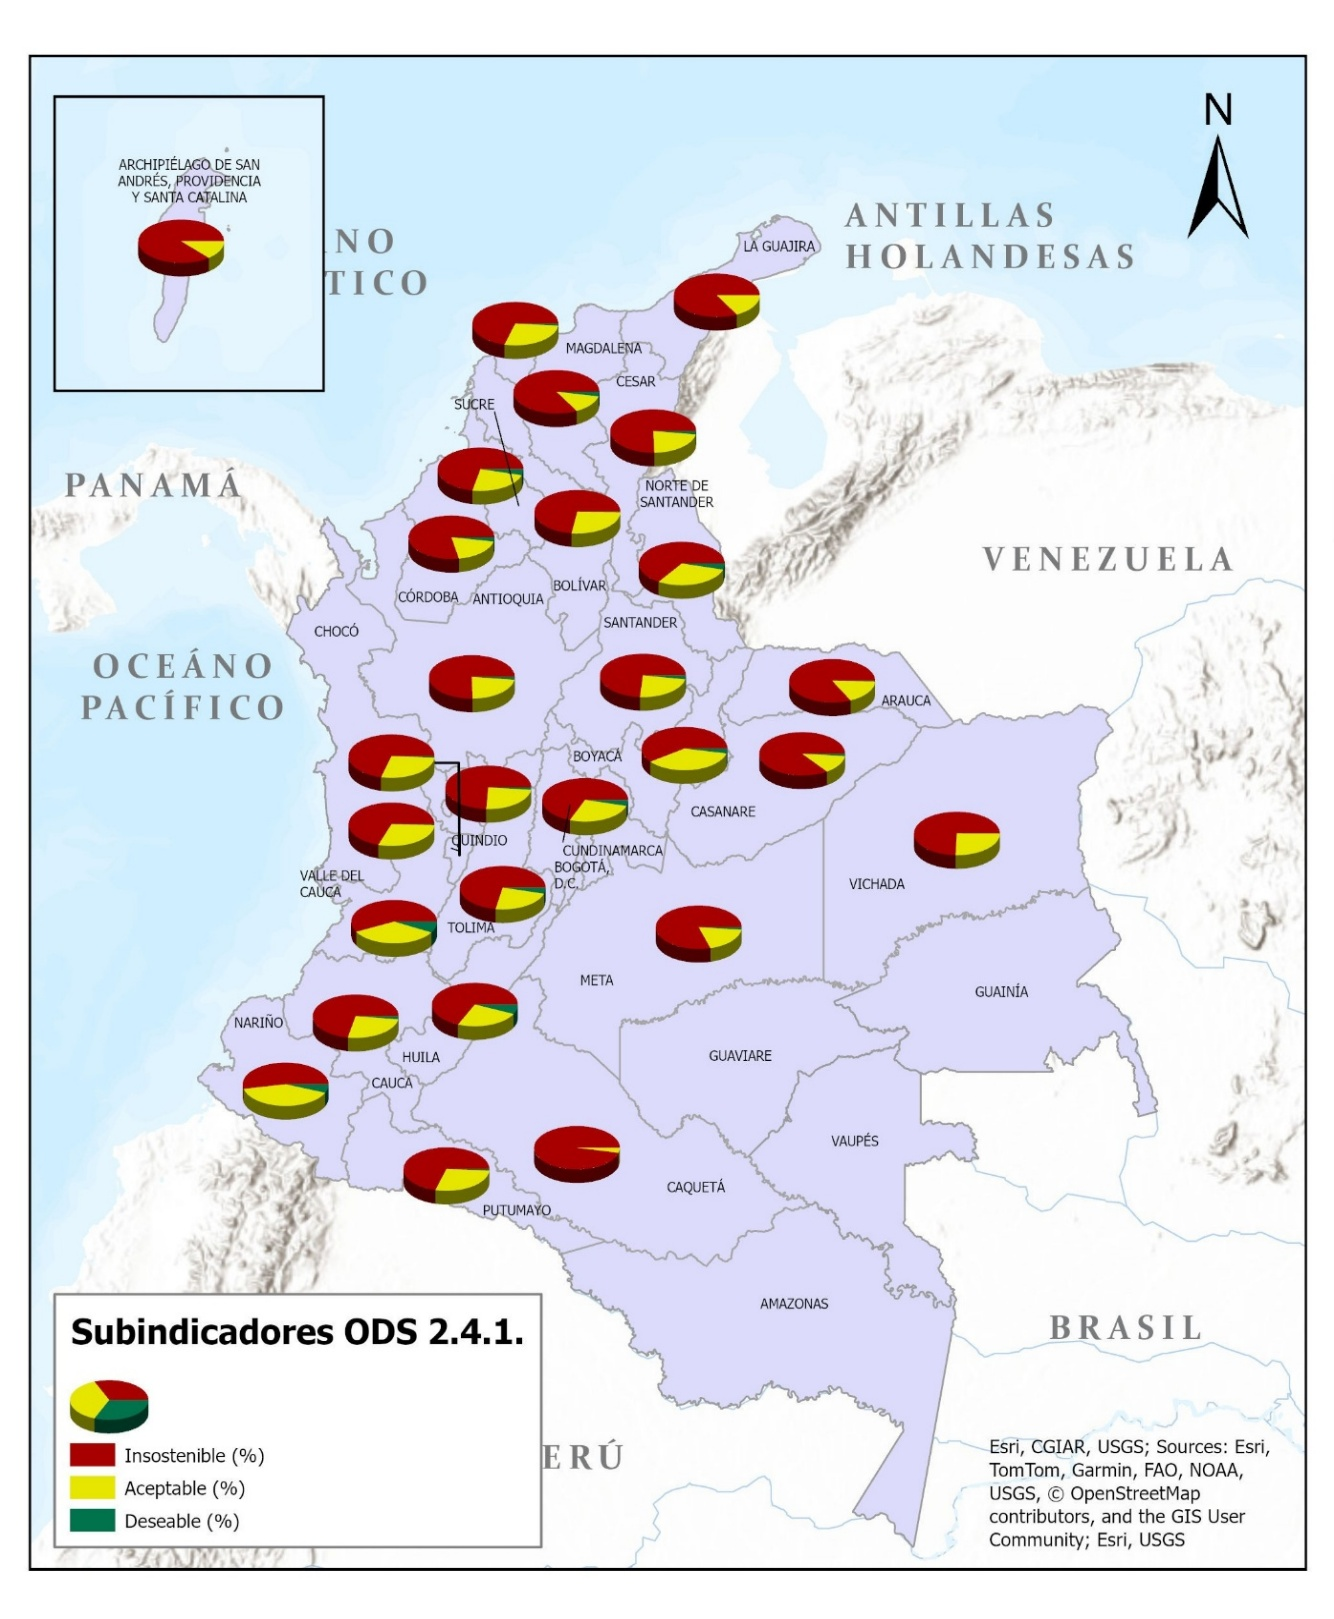 N
ARCHIPIÉLAGO DE SAN
ANDRÉS, PROVIDENCIA
Y SANTA CATALINA
NO
TICO
ANTILLAS
HOLANDESAS
LA GUAJIRA
MAGDALENA
CESAR
SUCRE
PANAMÁ
NORTE DE
SANTANDER
VENEZUELA
BOLÍVAR
CÓRDOBA
ANTIOQUIA
SANTANDER
CHOCÓ
OCEÁNO
PACÍFICO
ARAUCA
BOYACÁ
CASANARE
QUINDIO
CUNDINAMARCA
BOGOTÁ,
D.C.
VALLE DEL
CAUCA
VICHADA
TOLIMA
META
GUAINÍA
NARIÑO
HUILA
GUAVIARE
CAUCA
VAUPÉS
CAQUETÁ
PUTUMAYO
AMAZONAS
BRASIL
ERÚ
Subindicadores ODS 2.4.1.
Insostenible (%)
Aceptable (%)
Deseable (%)
Esri, CGIAR, USGS; Sources: Esri,
TomTom, Garmin, FAO, NOAA,
USGS, © OpenStreetMap
contributors, and the GIS User
Community; Esri, USGS